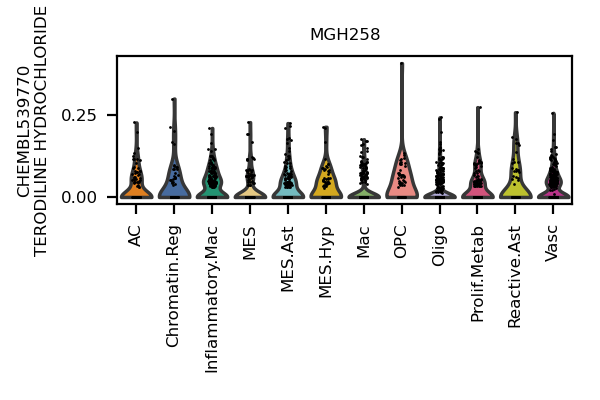 MGH258
CHEMBL539770
TERODILINE HYDROCHLORIDE
0.25
0.00
AC
Chromatin.Reg
Inflammatory.Mac
MES
MES.Ast
MES.Hyp
Mac
OPC
Oligo
Prolif.Metab
Reactive.Ast
Vasc